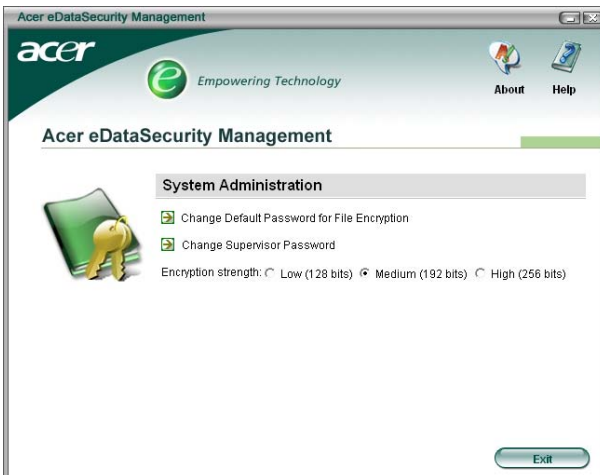 Acer eDataSecurity Management
acer
e Empowering Technology
About Help
Acer eDataSecurity Management
System Administration
Change Default Password for File Encryption
Change Supervisor Password
Encryption strength: Low (128 bits) Medium (192 bits) High (256 bits)
Exit